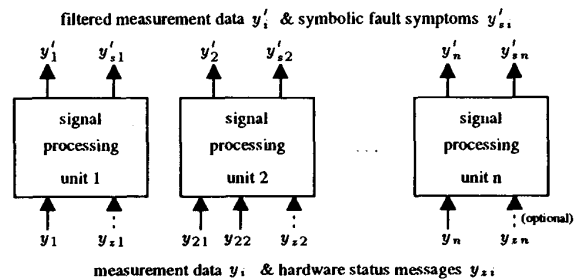 filtered measurement data y′ᵢ & symbolic fault symptoms y′ₛᵢ
y′₁ y′ₛ₁ y′₂ y′ₛ₂ y′ₙ y′ₛₙ
signal processing unit 1
signal processing unit 2
...
signal processing unit n
(optional)
y₁ yₛ₁ y₂₁ y₂₂ yₛ₂ yₙ yₛₙ
measurement data yᵢ & hardware status messages yₛᵢ